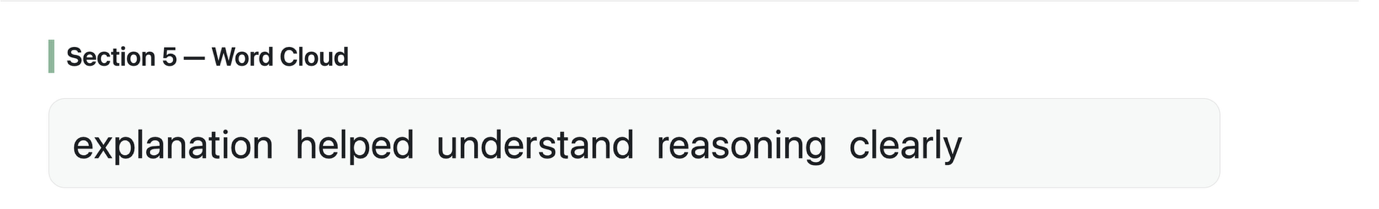 Section 5 — Word Cloud
explanation helped understand reasoning clearly